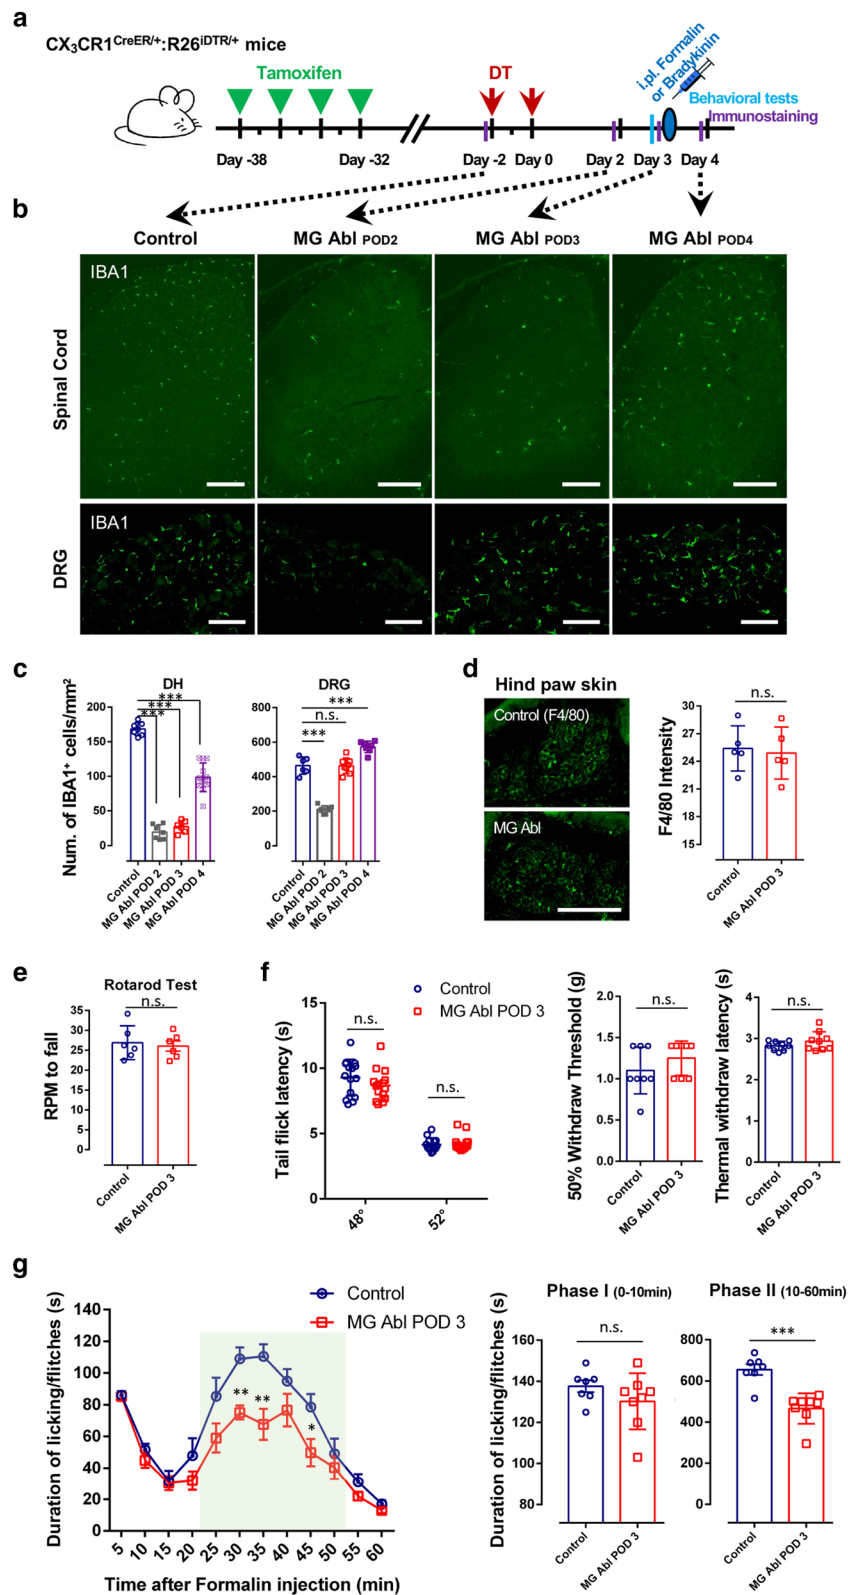 a
CX3CR1CreER/+:R26iDTR/+ mice
Tamoxifen
DT
i.pl. Formalin
or Bradykinin
Behavioral tests
Immunostaining
Day -38
Day -32
Day -2
Day 0
Day 2
Day 3
Day 4
b
Control
MG Abl POD2
MG Abl POD3
MG Abl POD4
Spinal Cord
IBA1
DRG
IBA1
c
DH
Num. of IBA1+ cells/mm2
200
150
100
50
0
***
***
***
Control
MG Abl POD 2
MG Abl POD 3
MG Abl POD 4
DRG
800
600
400
200
0
***
n.s.
***
Control
MG Abl POD 2
MG Abl POD 3
MG Abl POD 4
d
Hind paw skin
Control (F4/80)
MG Abl
F4/80 Intensity
30
27
24
21
18
15
n.s.
Control
MG Abl POD 3
e
Rotarod Test
RPM to fall
35
30
25
20
15
10
5
0
n.s.
Control
MG Abl POD 3
f
Control
MG Abl POD 3
Tail flick latency (s)
15
10
5
0
n.s.
n.s.
48°
52°
50% Withdraw Threshold (g)
2.0
1.5
1.0
0.5
0.0
n.s.
Control
MG Abl POD 3
Thermal withdraw latency (s)
4
3
2
1
0
n.s.
Control
MG Abl POD 3
g
Control
MG Abl POD 3
Duration of licking/flitches (s)
140
120
100
80
60
40
20
0
**
**
*
5
10
15
20
25
30
35
40
45
50
55
60
Time after Formalin injection (min)
Phase I (0-10min)
Duration of licking/flitches (s)
160
140
120
100
80
n.s.
Control
MG Abl POD 3
Phase II (10-60min)
800
600
400
200
0
***
Control
MG Abl POD 3